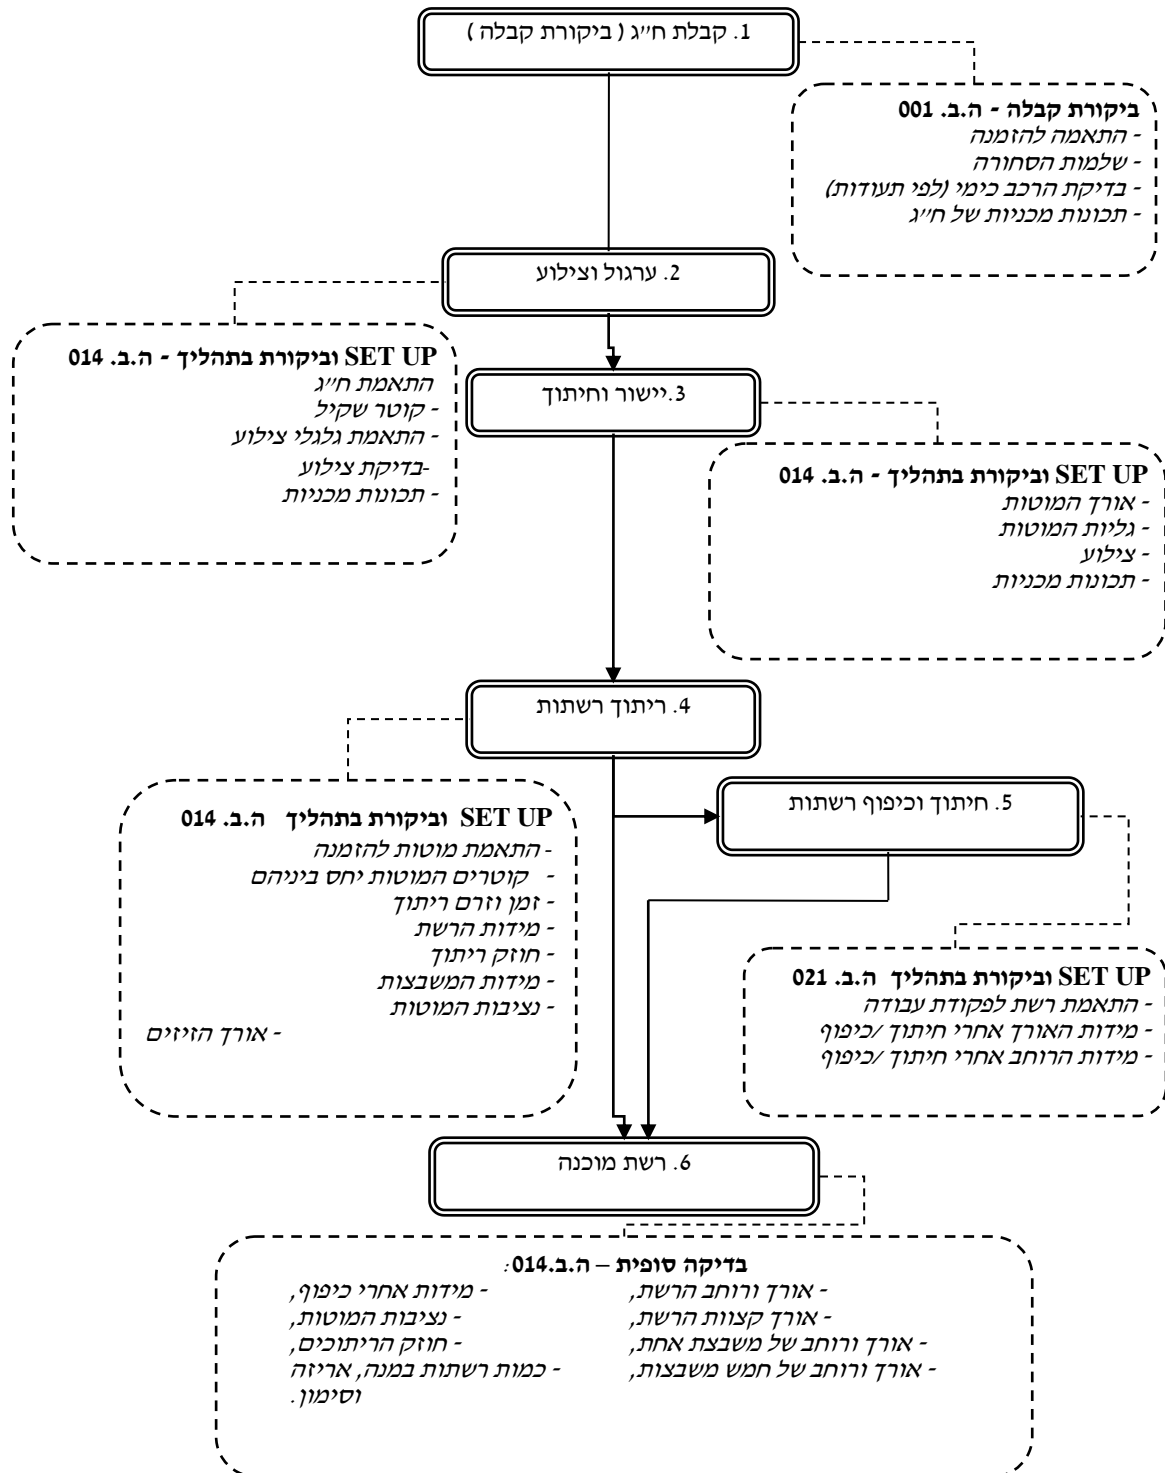 1. קבלת ח״ג ( ביקורת קבלה )
ביקורת קבלה - ה.ב. 001
- התאמה להזמנה
- שלמות הסחורה
- בדיקת הרכב כימי (לפי תעודות)
- תכונות מכניות של ח״ג
2. ערגול וצילוע
SET UP וביקורת בתהליך - ה.ב. 014
התאמת ח״ג
- קוטר שקיל
- התאמת גלגלי צילוע
-בדיקת צילוע
- תכונות מכניות
3.יישור וחיתוך
SET UP וביקורת בתהליך - ה.ב. 014
- אורך המוטות
- גליות המוטות
- צילוע
- תכונות מכניות
4. ריתוך רשתות
SET UP וביקורת בתהליך ה.ב. 014
- התאמת מוטות להזמנה
- קוטרים המוטות יחס ביניהם
- זמן וזרם ריתוך
- מידות הרשת
- חוזק ריתוך
- מידות המשבצות
- נציבות המוטות
- אורך הזיזים
5. חיתוך וכיפוף רשתות
SET UP וביקורת בתהליך ה.ב. 021
- התאמת רשת לפקודת עבודה
- מידות האורך אחרי חיתוך /כיפוף
- מידות הרוחב אחרי חיתוך /כיפוף
6. רשת מוכנה
בדיקה סופית – ה.ב.014:
- אורך ורוחב הרשת,
- אורך קצוות הרשת,
- אורך ורוחב של משבצת אחת,
- אורך ורוחב של חמש משבצות,
- מידות אחרי כיפוף,
- נציבות המוטות,
- חוזק הריתוכים,
- כמות רשתות במנה, אריזה
וסימון.